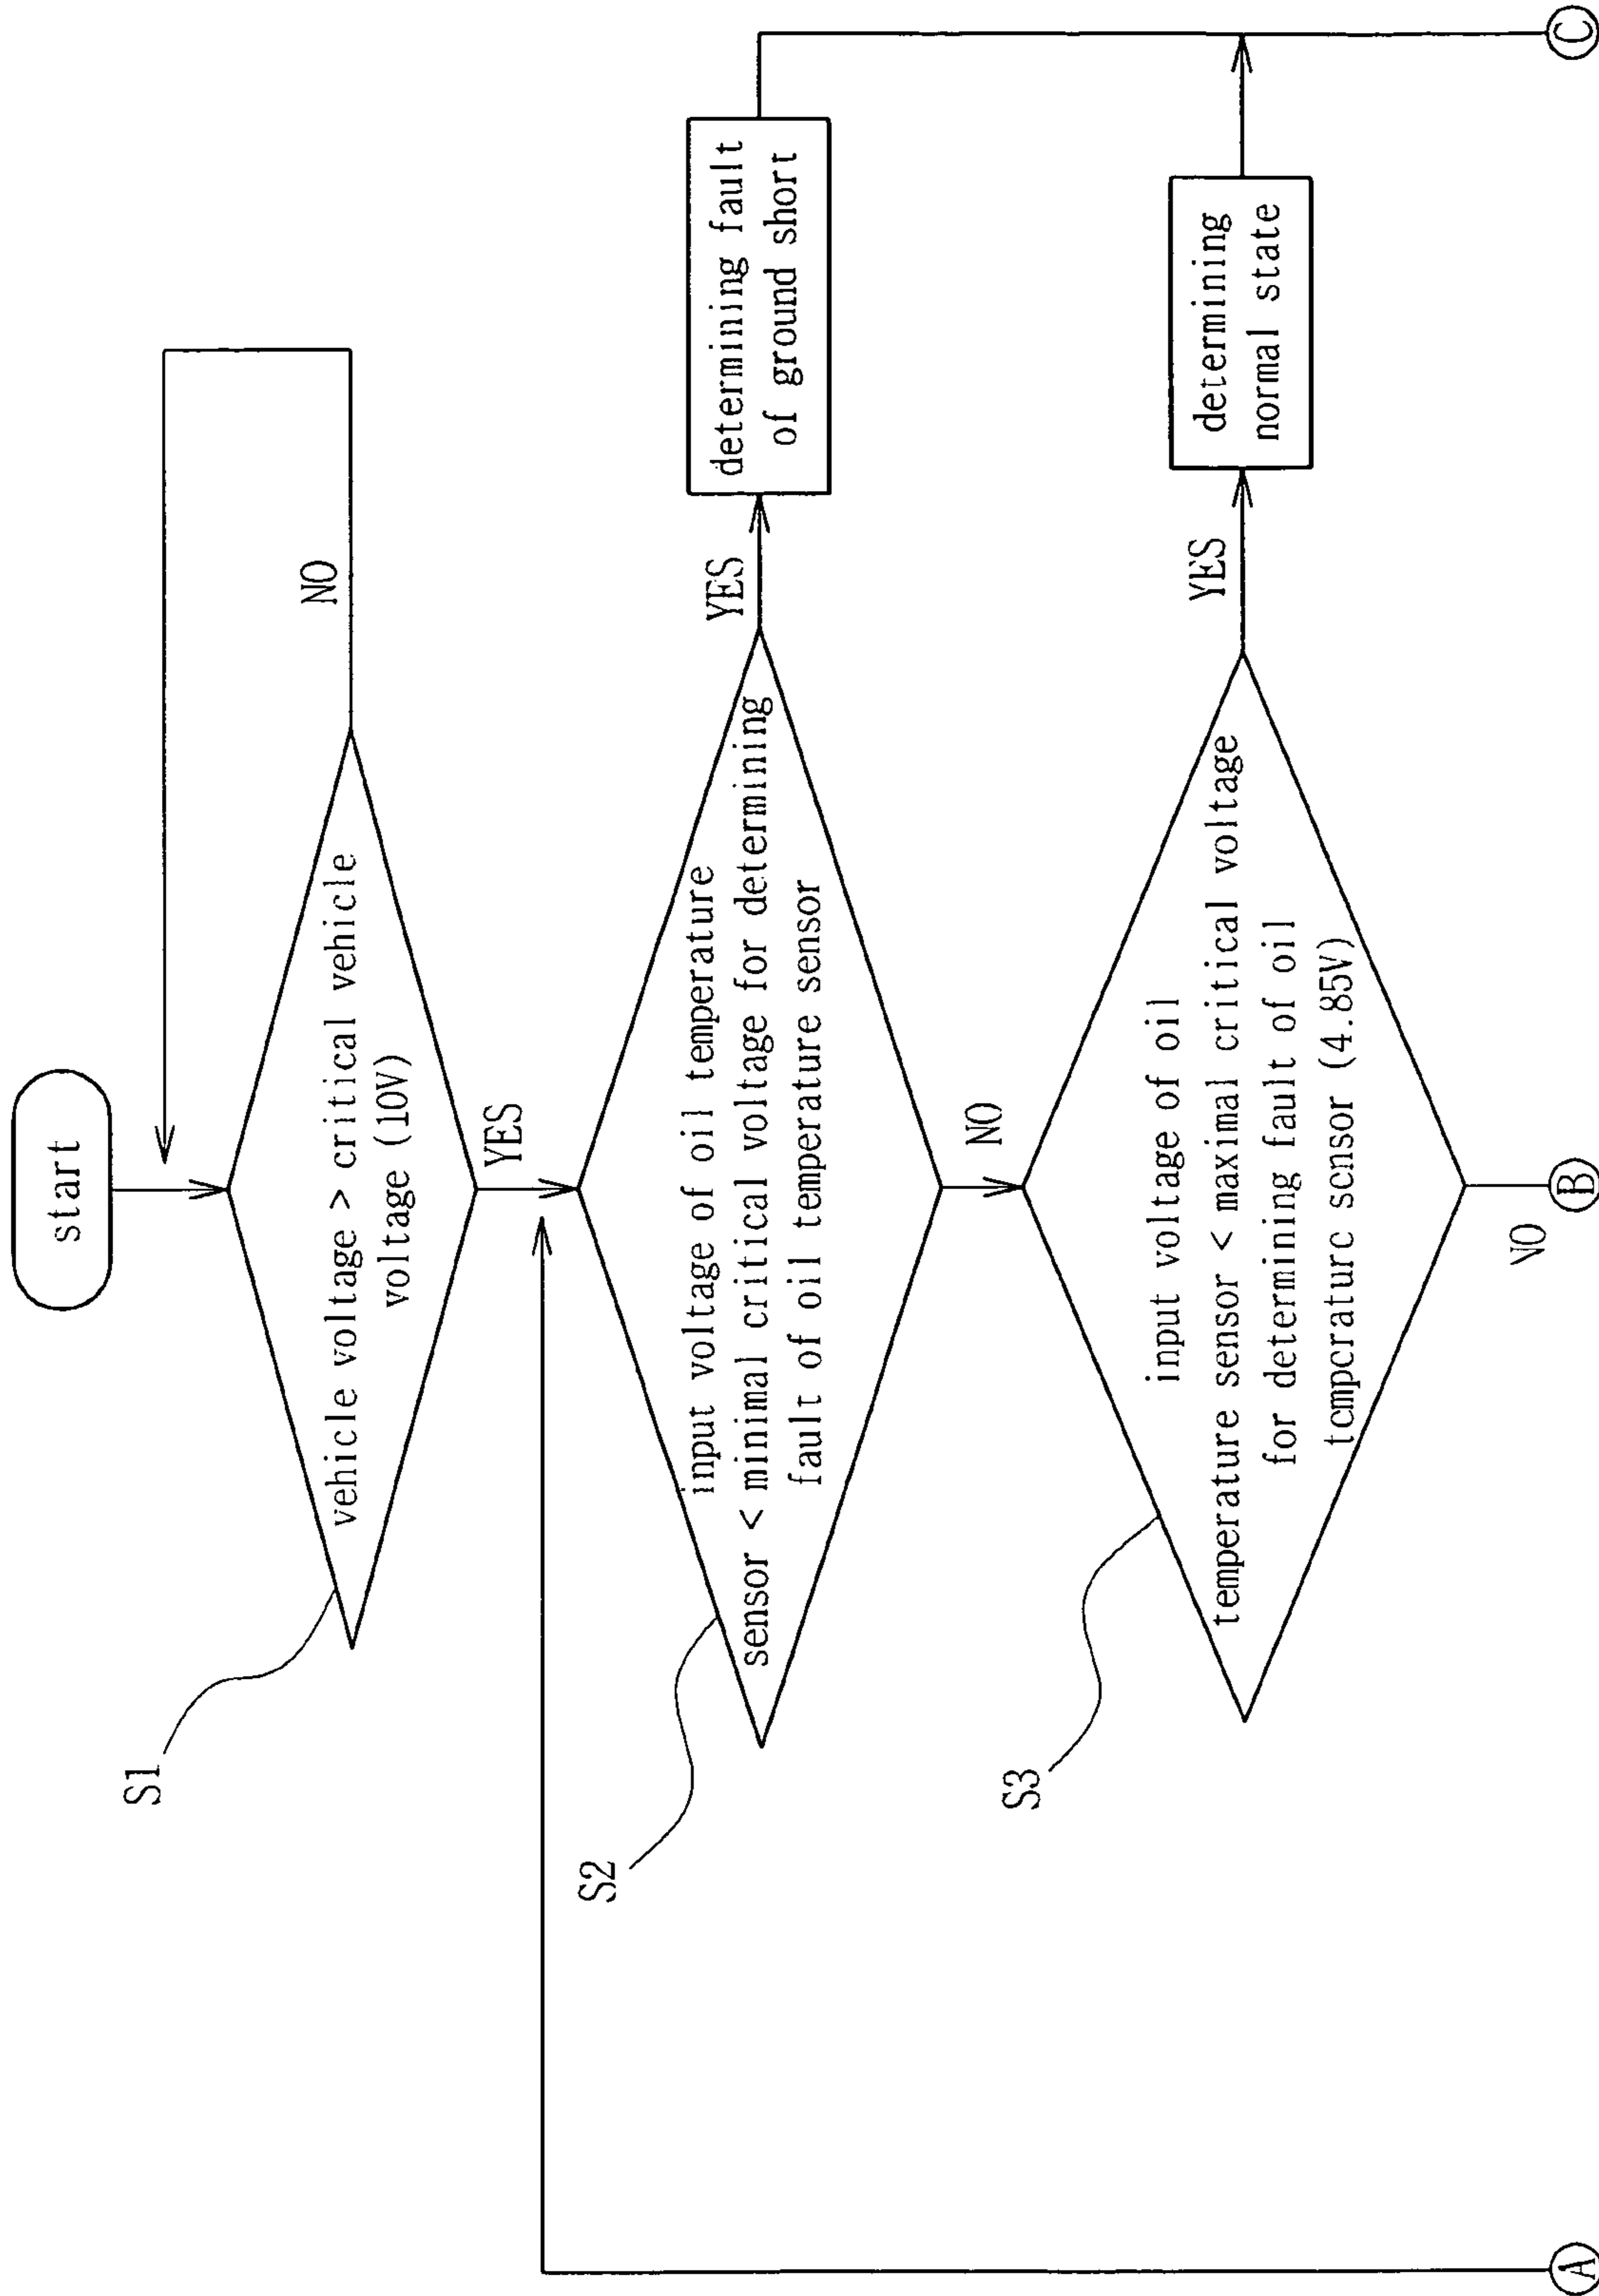 start
S1
vehicle voltage > critical vehicle
voltage (10V)
NO
YES
S2
input voltage of oil temperature
sensor < minimal critical voltage for determining
fault of oil temperature sensor
YES
determining fault
of ground short
NO
S3
input voltage of oil
temperature sensor < maximal critical voltage
for determining fault of oil
temperature sensor (4.85V)
YES
determining
normal state
NO
A
B
C